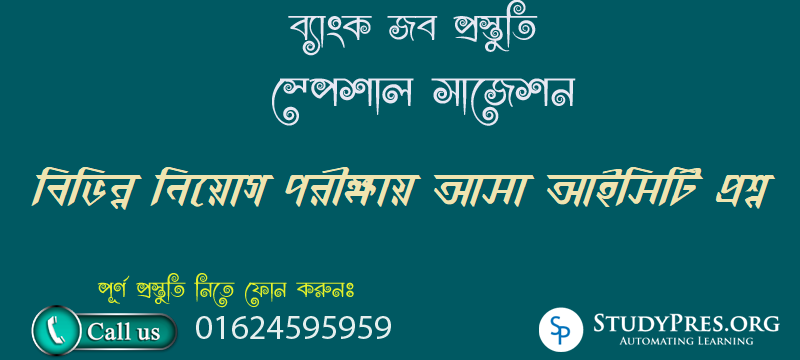 ব্যাংক জব প্রস্তুতি
স্পেশাল সাজেশন
বিভিন্ন নিয়োগ পরীক্ষায় আসা আইসিটি প্রশ্ন
পূর্ণ প্রস্তুতি নিতে ফোন করুনঃ
Call us 01624595959
SP STUDYPRES.ORG
AUTOMATING LEARNING